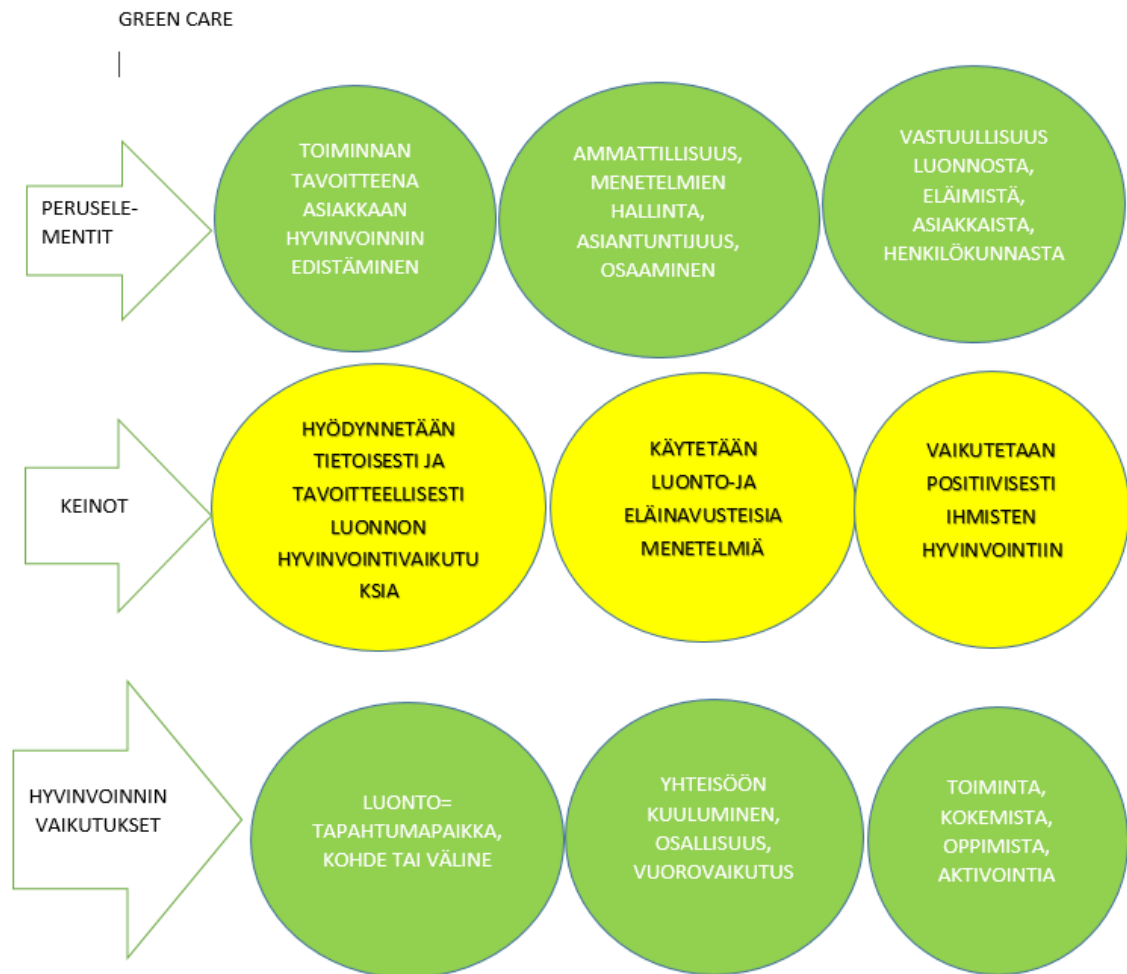 GREEN CARE
PERUSELE-
MENTIT
TOIMINNAN
TAVOITTEENA
ASIAKKAAN
HYVINVOINNIN
EDISTÄMINEN
AMMATTILLISUUS,
MENETELMIEN
HALLINTA,
ASIANTUNTIJUUS,
OSAAMINEN
VASTUULLISUUS
LUONNOSTA,
ELÄIMISTÄ,
ASIAKKAISTA,
HENKILÖKUNNASTA
KEINOT
HYÖDYNNETÄÄN
TIETOISESTI JA
TAVOITTEELLISESTI
LUONNON
HYVINVOINTIVAIKUTU
KSIA
KÄYTETÄÄN
LUONTO-JA
ELÄINAVUSTEISIA
MENETELMIÄ
VAIKUTETAAN
POSITIIVISESTI
IHMISTEN
HYVINVOINTIIN
HYVINVOINNIN
VAIKUTUKSET
LUONTO=
TAPAHTUMAPAIKKA,
KOHDE TAI VÄLINE
YHTEISÖÖN
KUULUMINEN,
OSALLISUUS,
VUOROVAIKUTUS
TOIMINTA,
KOKEMISTA,
OPPIMISTA,
AKTIVOINTIA